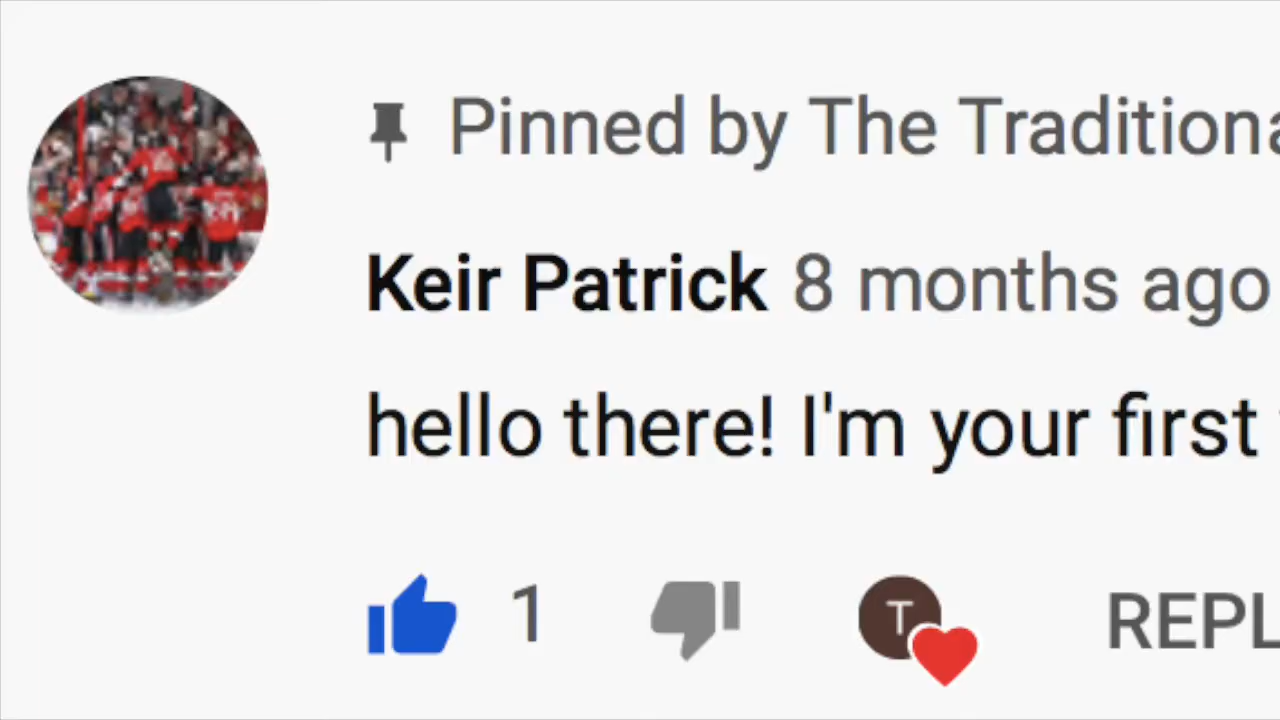 Pinned by The Traditiona
Keir Patrick 8 months ago
hello there! I'm your first
1
T
REPL